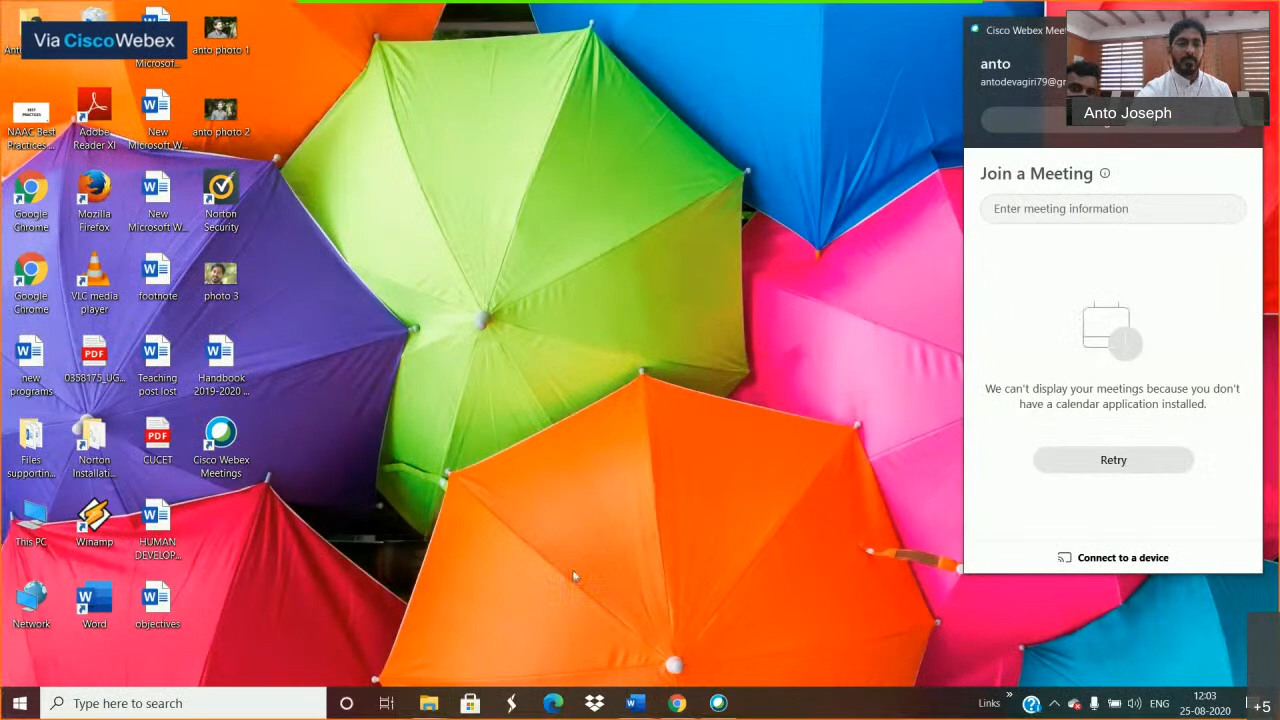 Via Cisco Webex
Microsof...
anto photo 1
NAAC Best
Practices ...
Adobe
Reader XI
New
Microsoft W...
anto photo 2
Google
Chrome
Mozilla
Firefox
New
Microsoft W...
Norton
Security
Google
Chrome
VLC media
player
footnote
photo 3
new
programs
PDF
0358175_UG...
Teaching
post lost
Handbook
2019-2020 ...
Files
supportin...
Norton
Installati...
PDF
CUCET
Cisco Webex
Meetings
This PC
Winamp
HUMAN
DEVELOP...
Network
Word
objectives
Cisco Webex Mee
anto
antodevagiri79@g
Anto Joseph
Join a Meeting
Enter meeting information
We can't display your meetings because you don't
have a calendar application installed.
Retry
Connect to a device
Type here to search
Links
ENG
12:03
25-08-2020
+5